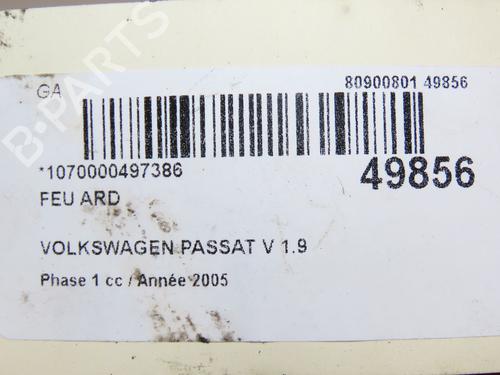 B-PARTS
GA
80900801 49856
*1070000497386
49856
FEU ARD
VOLKSWAGEN PASSAT V 1.9
Phase 1 cc / Année 2005